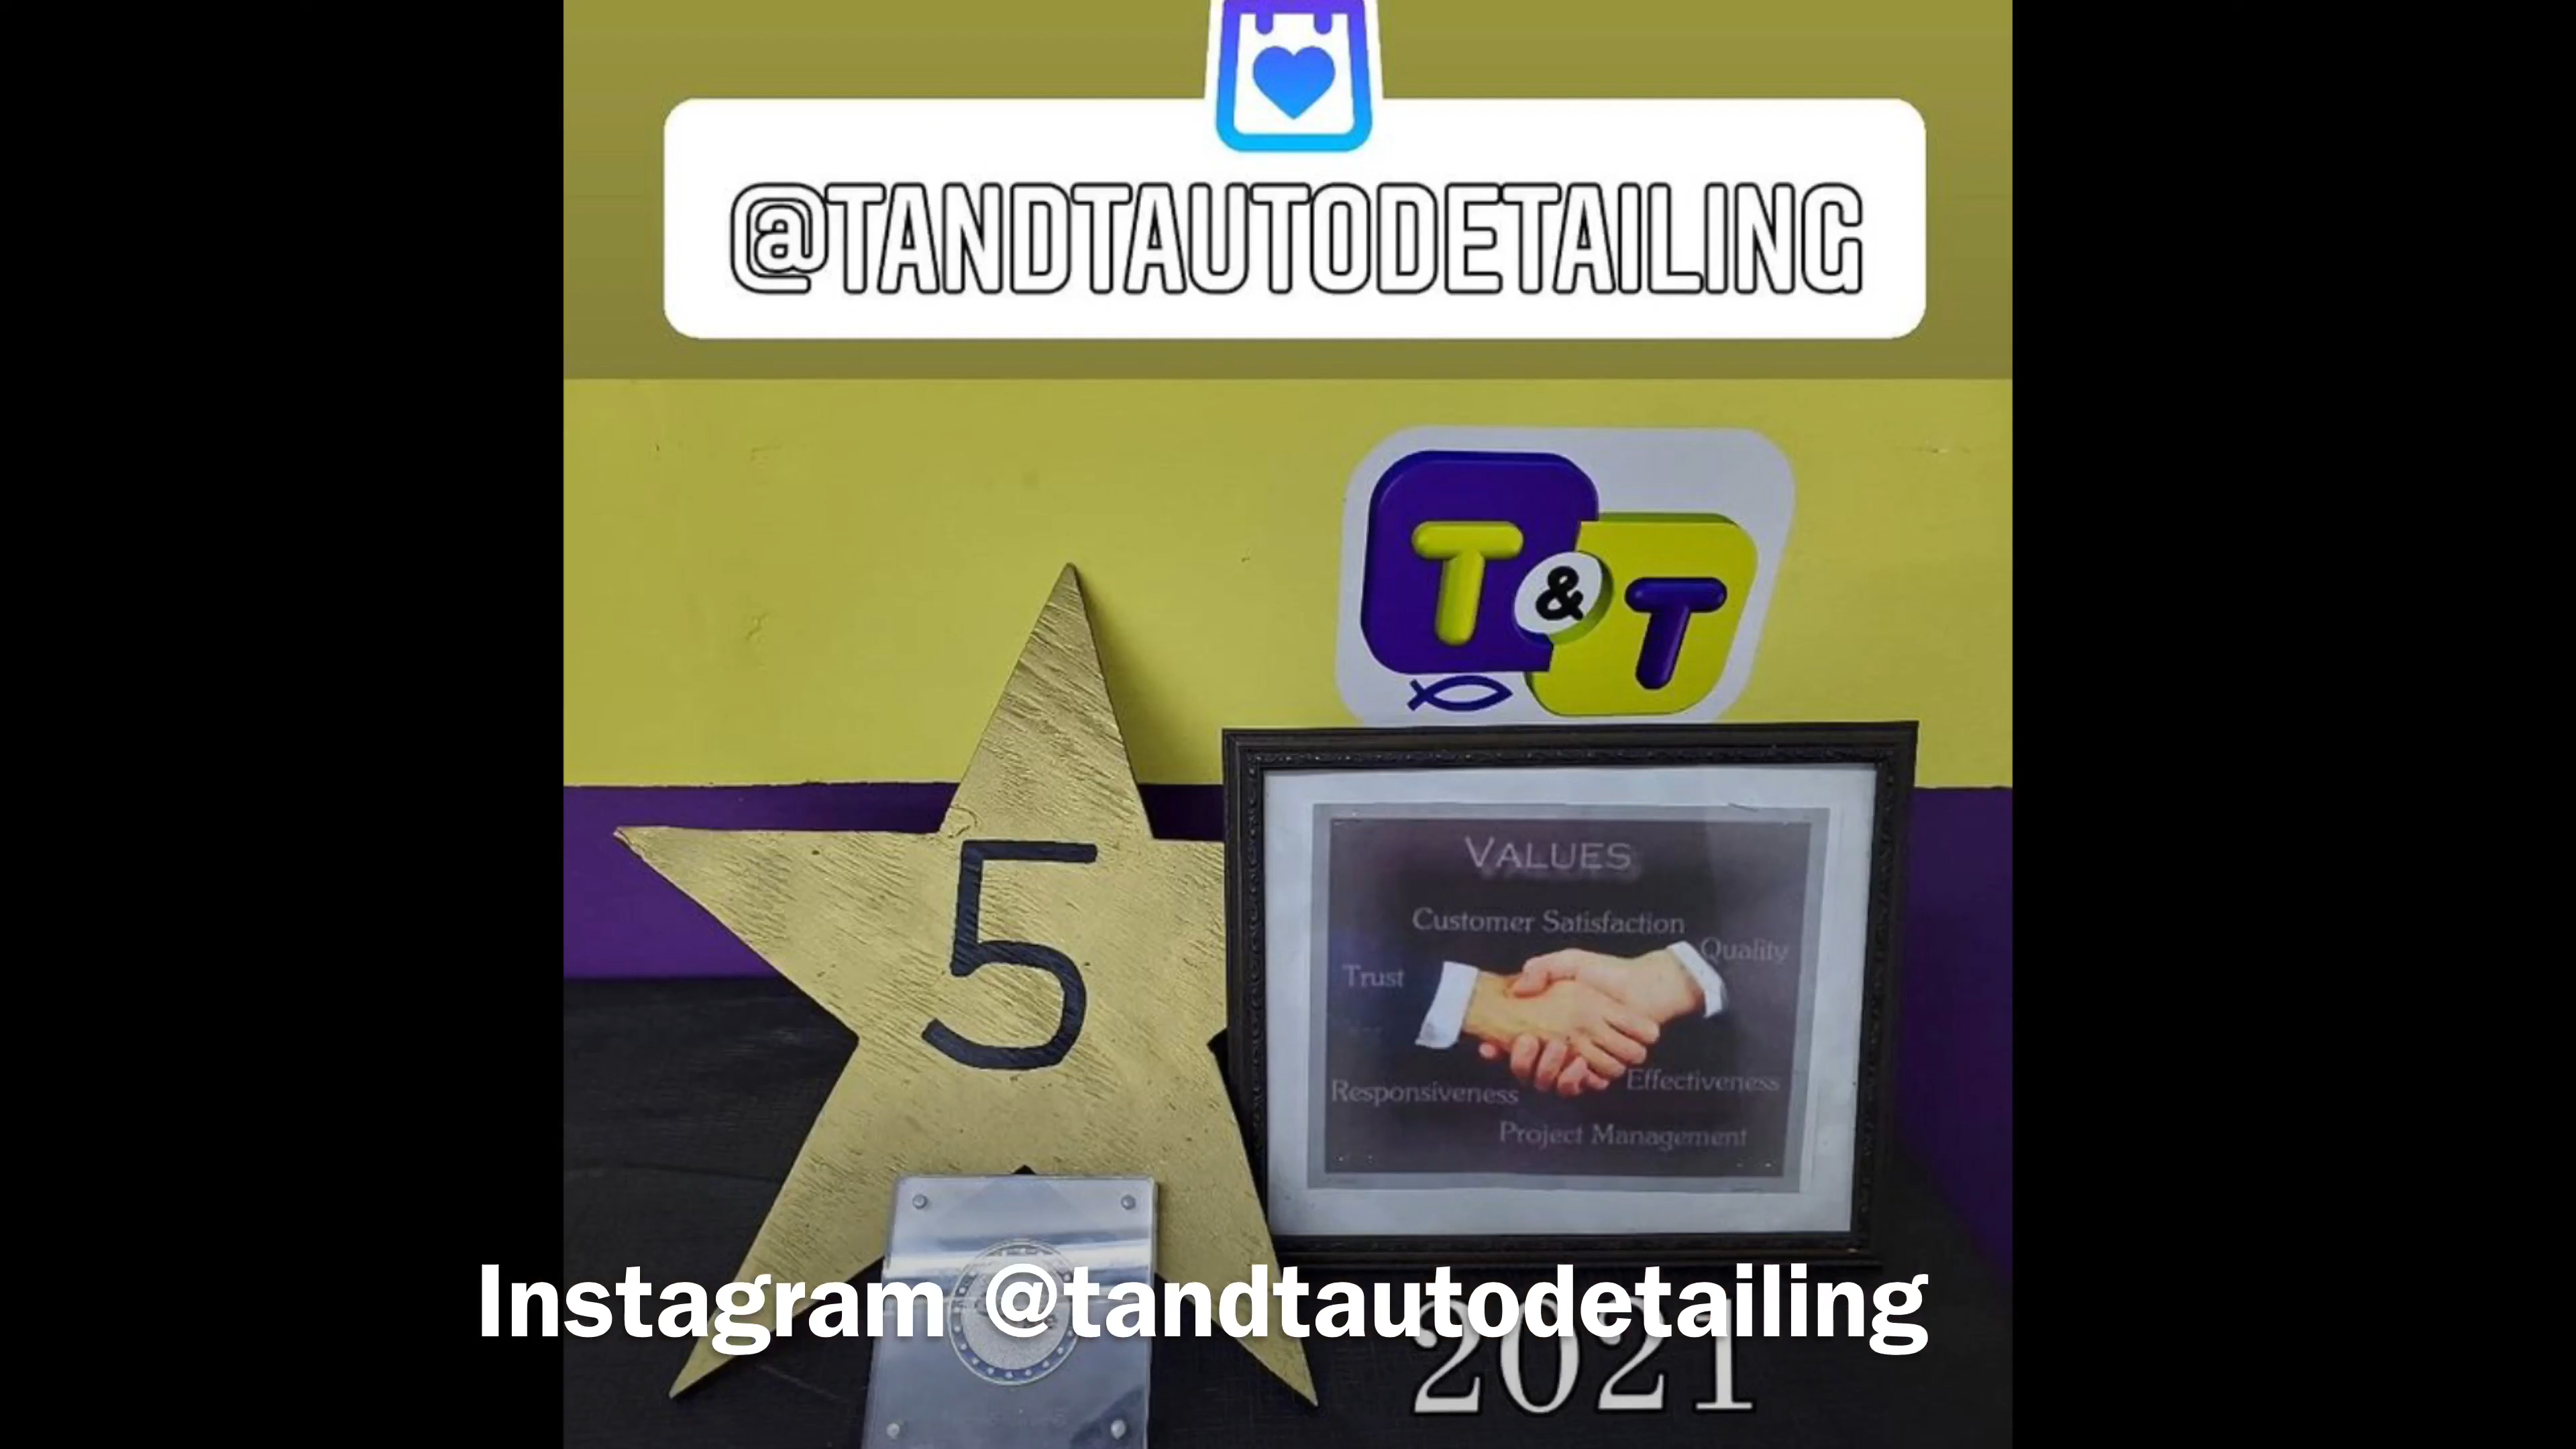 @TANDTAUTODETAILING
T & T
5
VALUES
Customer Satisfaction
Quality
Trust
Responsiveness
Effectiveness
Project Management
Instagram @tandtautodetailing
2021